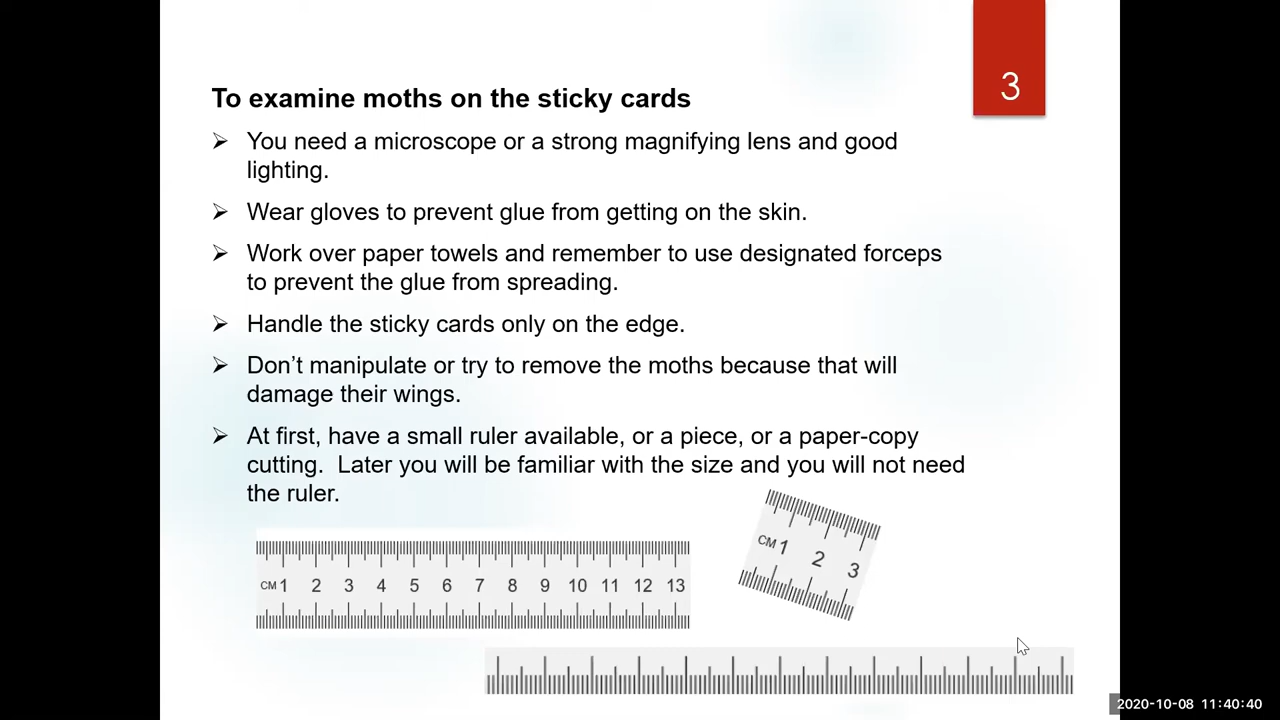 3
To examine moths on the sticky cards
➢ You need a microscope or a strong magnifying lens and good
lighting.
➢ Wear gloves to prevent glue from getting on the skin.
➢ Work over paper towels and remember to use designated forceps
to prevent the glue from spreading.
➢ Handle the sticky cards only on the edge.
➢ Don’t manipulate or try to remove the moths because that will
damage their wings.
➢ At first, have a small ruler available, or a piece, or a paper-copy
cutting.  Later you will be familiar with the size and you will not need
the ruler.
CM 1 2 3
CM 1 2 3 4 5 6 7 8 9 10 11 12 13
2020-10-08 11:40:40